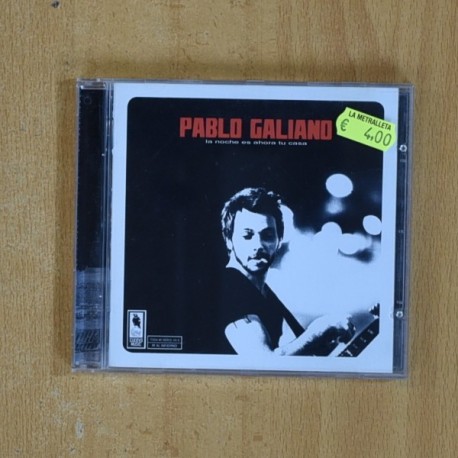 PABLO GALIANO
la noche es ahora tu casa
LA METRALLETA
€ 4,00